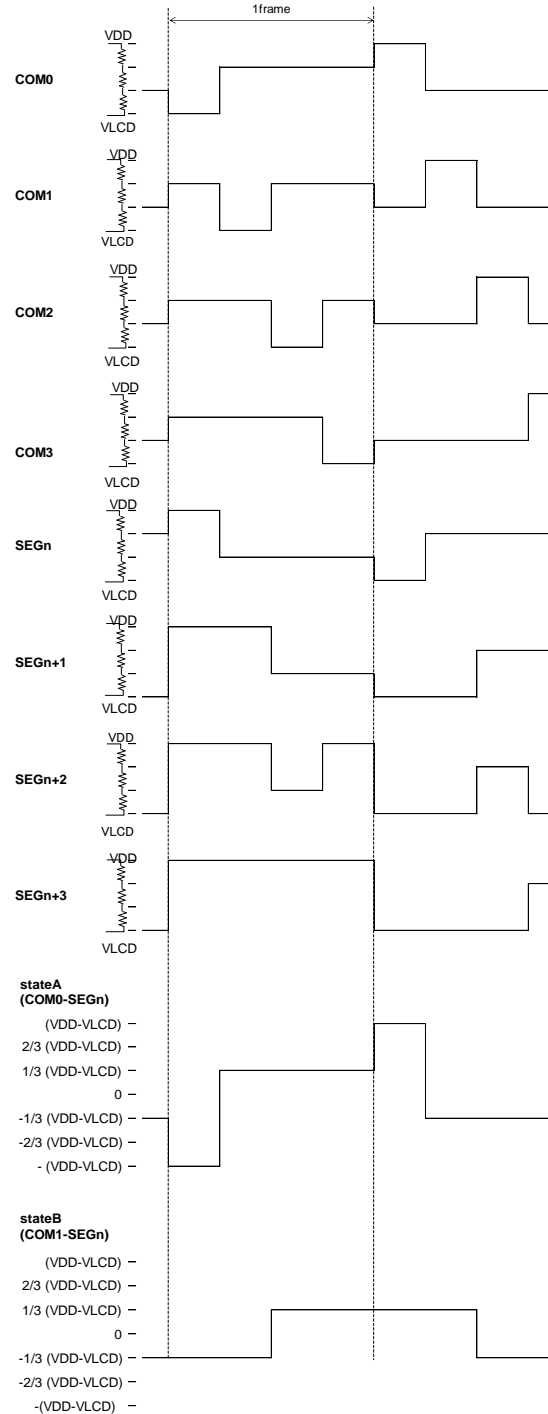 1frame
VDD
COM0
VLCD
VDD
COM1
VLCD
VDD
COM2
VLCD
VDD
COM3
VLCD
VDD
SEGn
VLCD
VDD
SEGn+1
VLCD
VDD
SEGn+2
VLCD
VDD
SEGn+3
VLCD
stateA
(COM0-SEGn)
(VDD-VLCD)
2/3 (VDD-VLCD)
1/3 (VDD-VLCD)
0
-1/3 (VDD-VLCD)
-2/3 (VDD-VLCD)
- (VDD-VLCD)
stateB
(COM1-SEGn)
(VDD-VLCD)
2/3 (VDD-VLCD)
1/3 (VDD-VLCD)
0
-1/3 (VDD-VLCD)
-2/3 (VDD-VLCD)
-(VDD-VLCD)